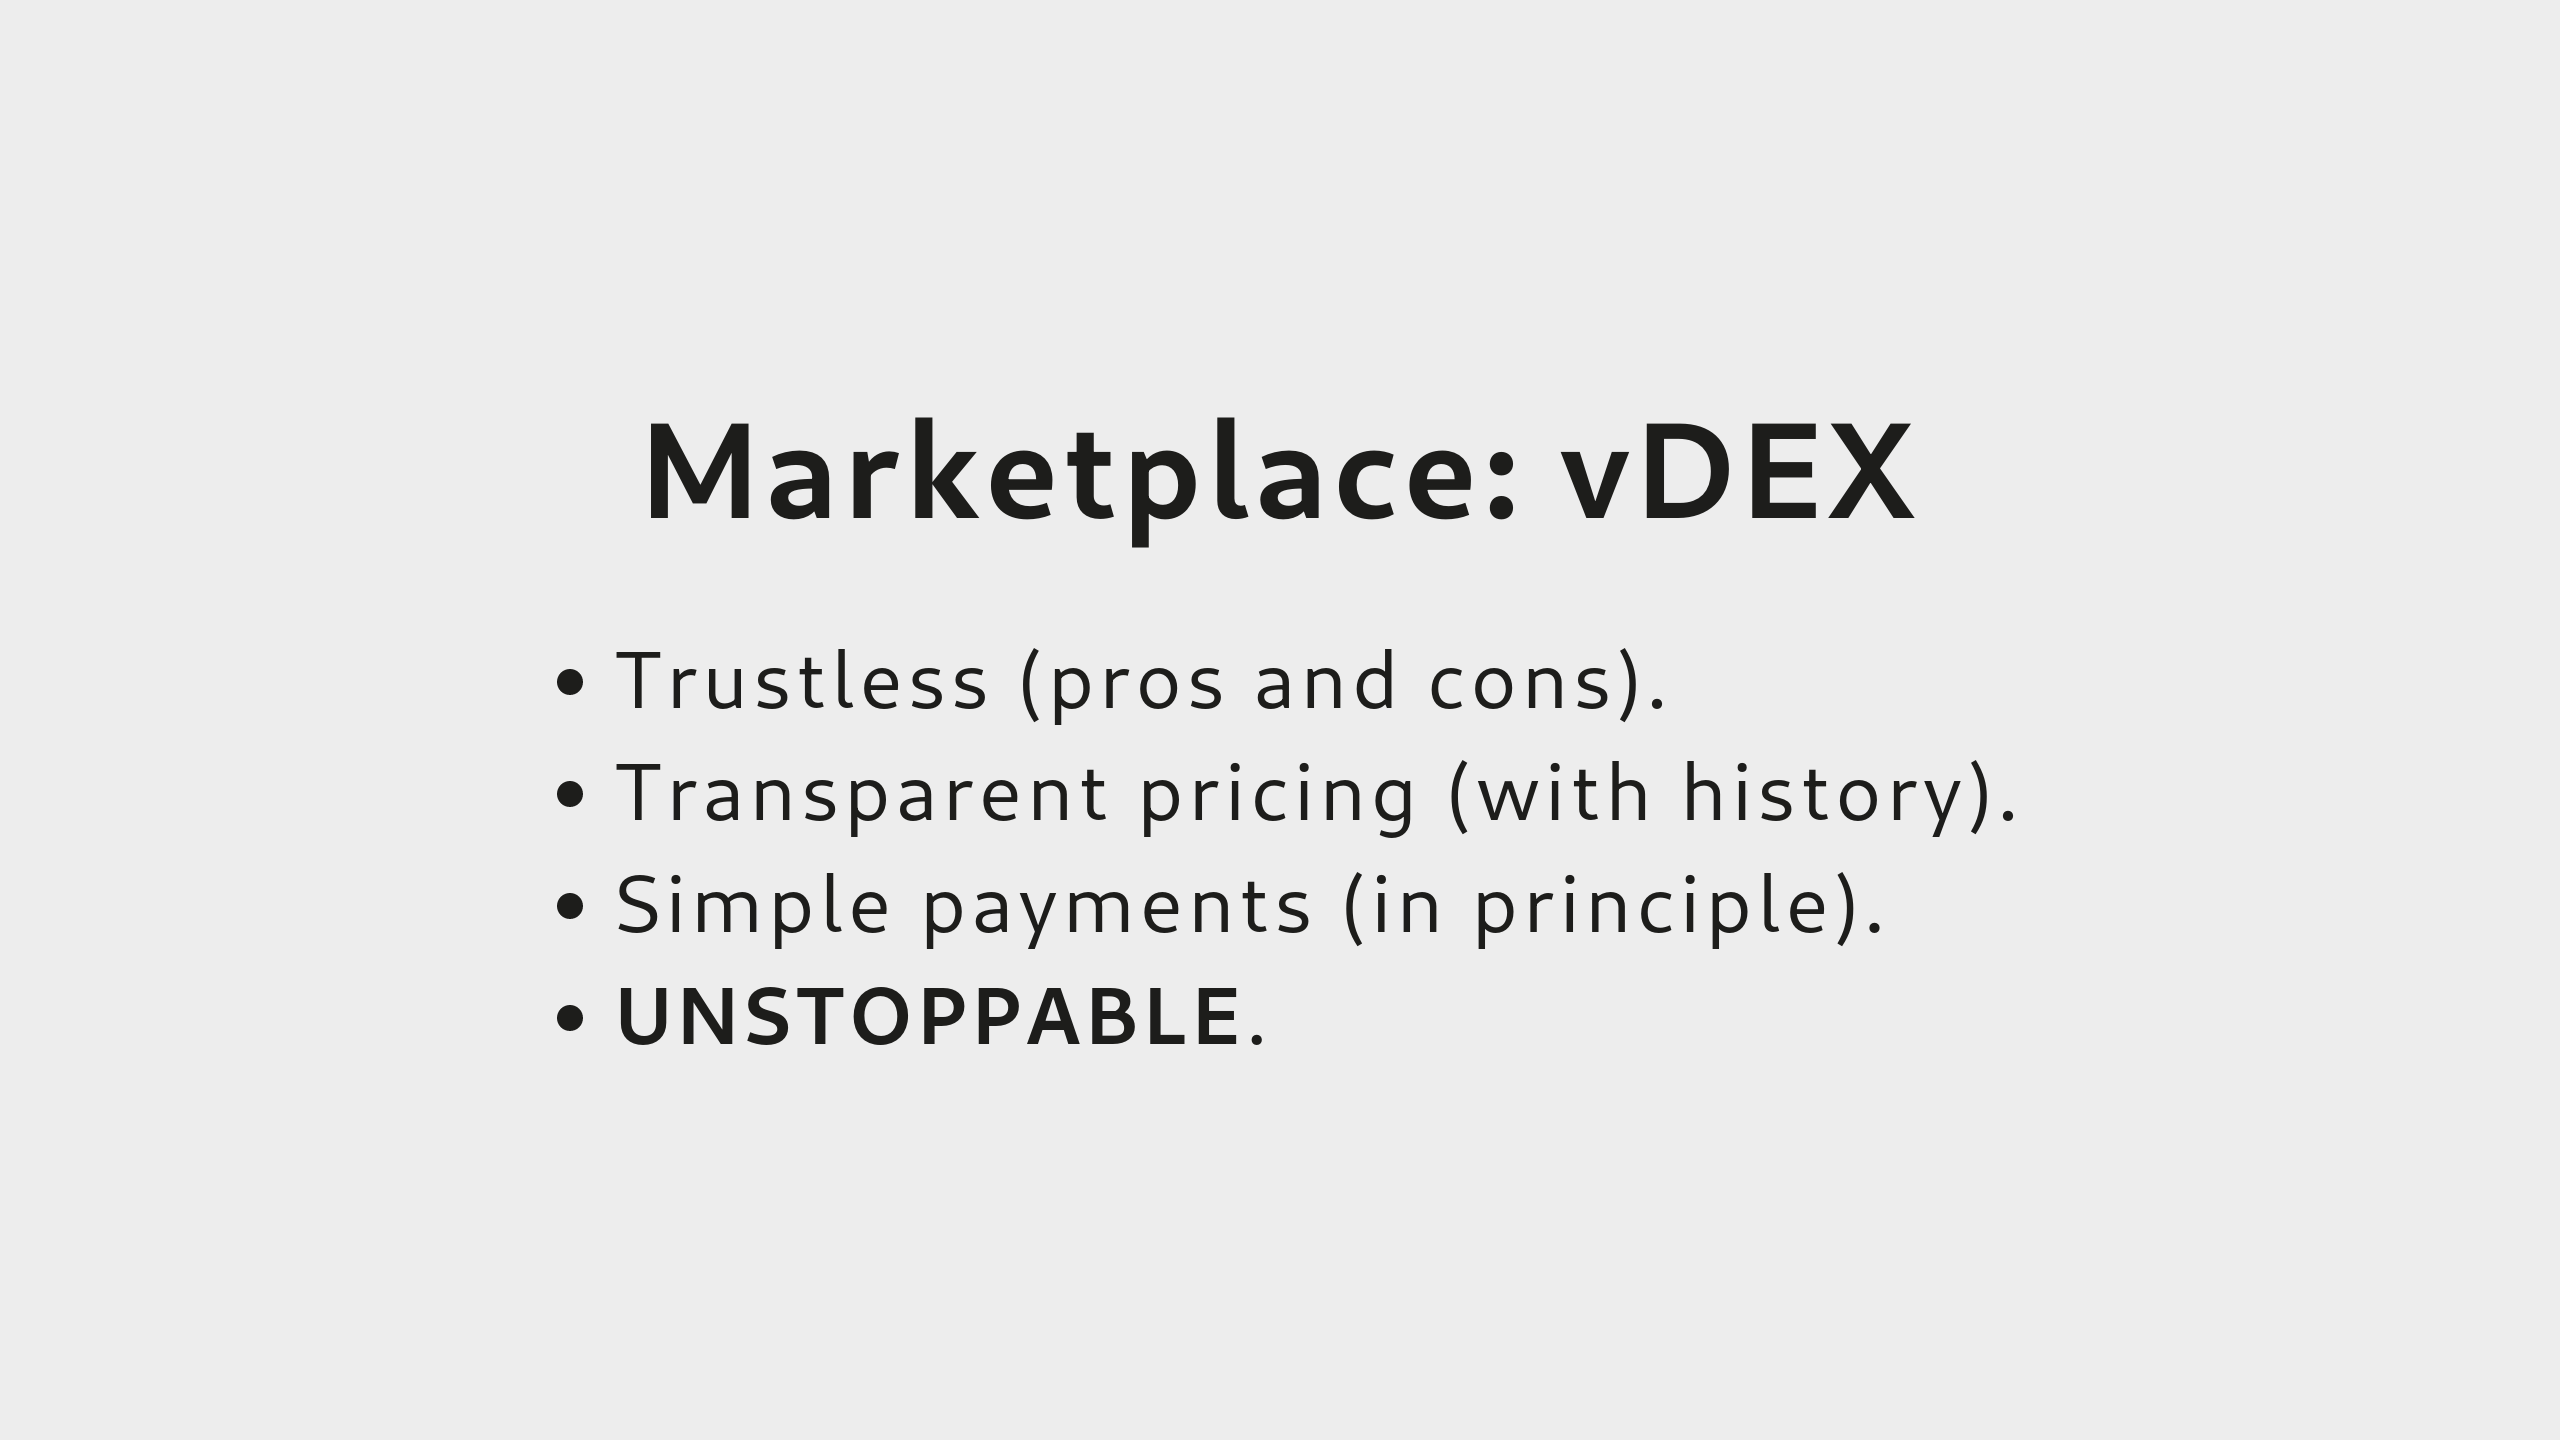 Marketplace: vDEX
• Trustless (pros and cons).
• Transparent pricing (with history).
• Simple payments (in principle).
• UNSTOPPABLE.